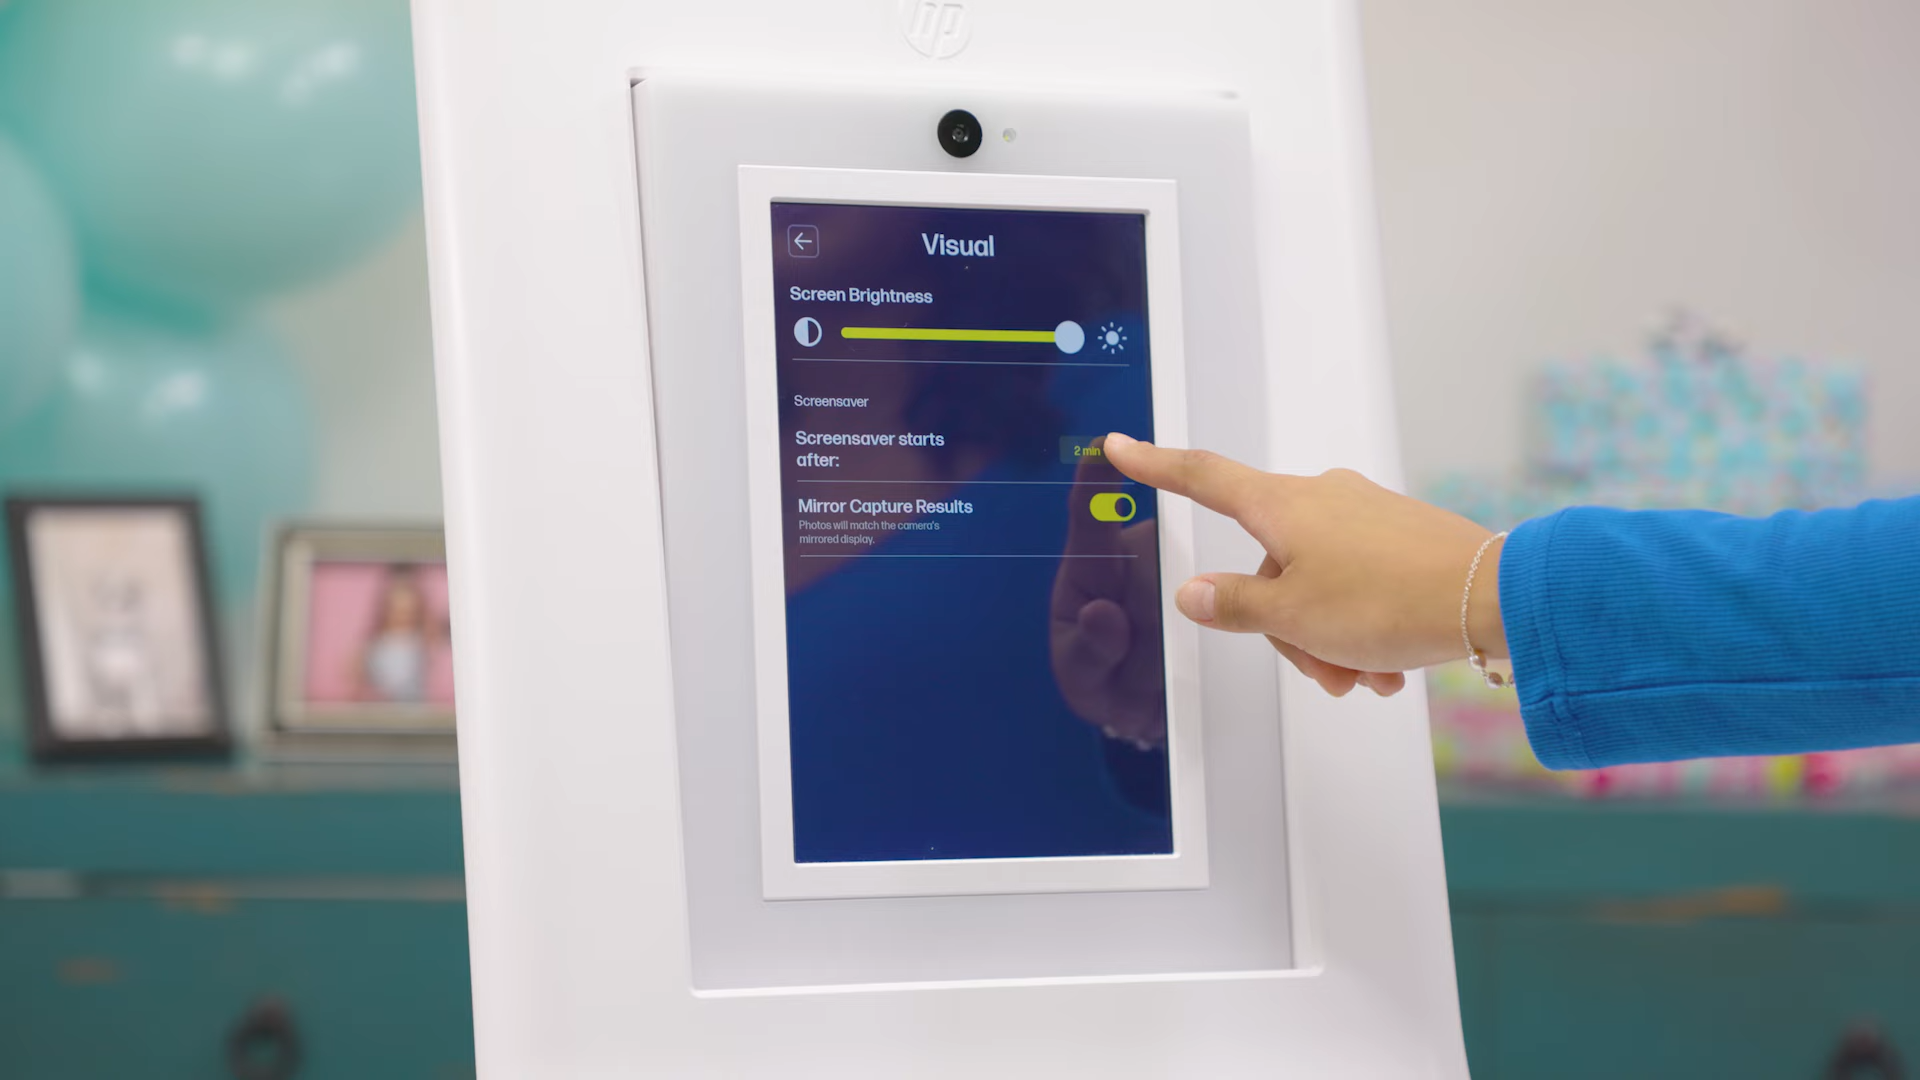 hp
Visual
Screen Brightness
Screensaver
Screensaver starts
after:
2 min
Mirror Capture Results
Photos will match the camera's
mirrored display.